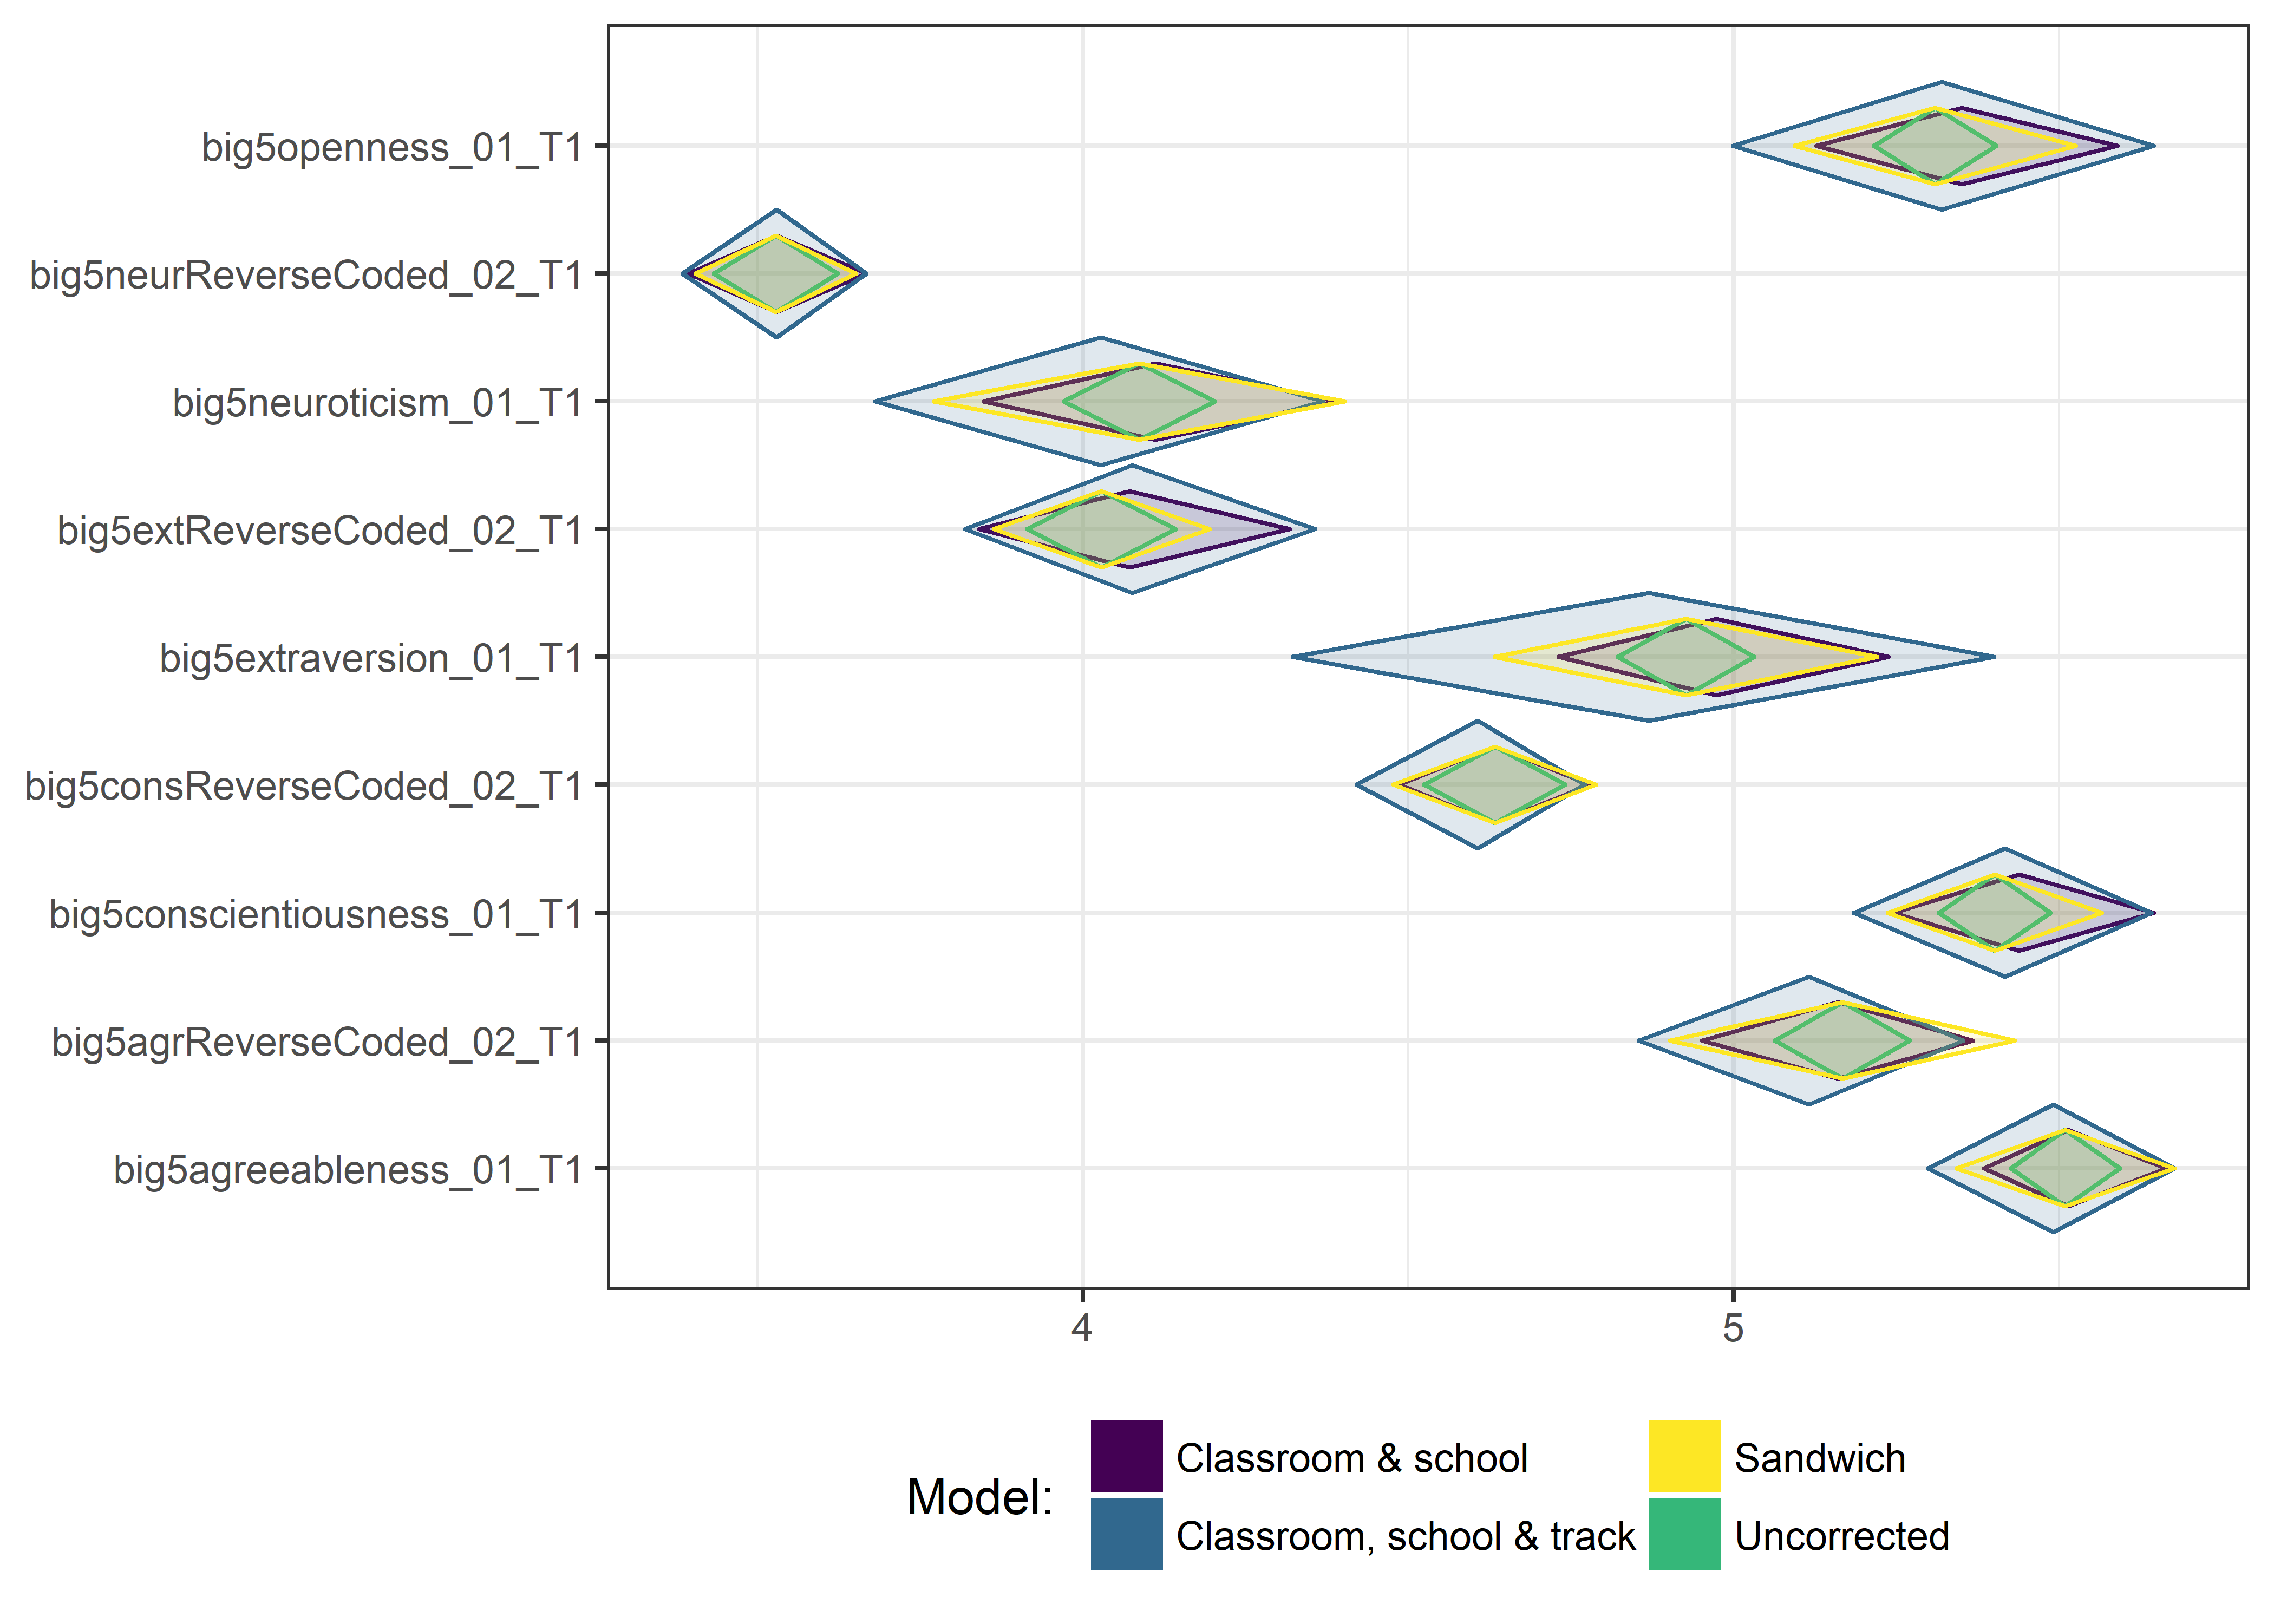 big5openness_01_T1
big5neurReverseCoded_02_T1
big5neuroticism_01_T1
big5extReverseCoded_02_T1
big5extraversion_01_T1
big5consReverseCoded_02_T1
big5conscientiousness_01_T1
big5agrReverseCoded_02_T1
big5agreeableness_01_T1
4 5
Model:
Classroom & school
Classroom, school & track
Sandwich
Uncorrected